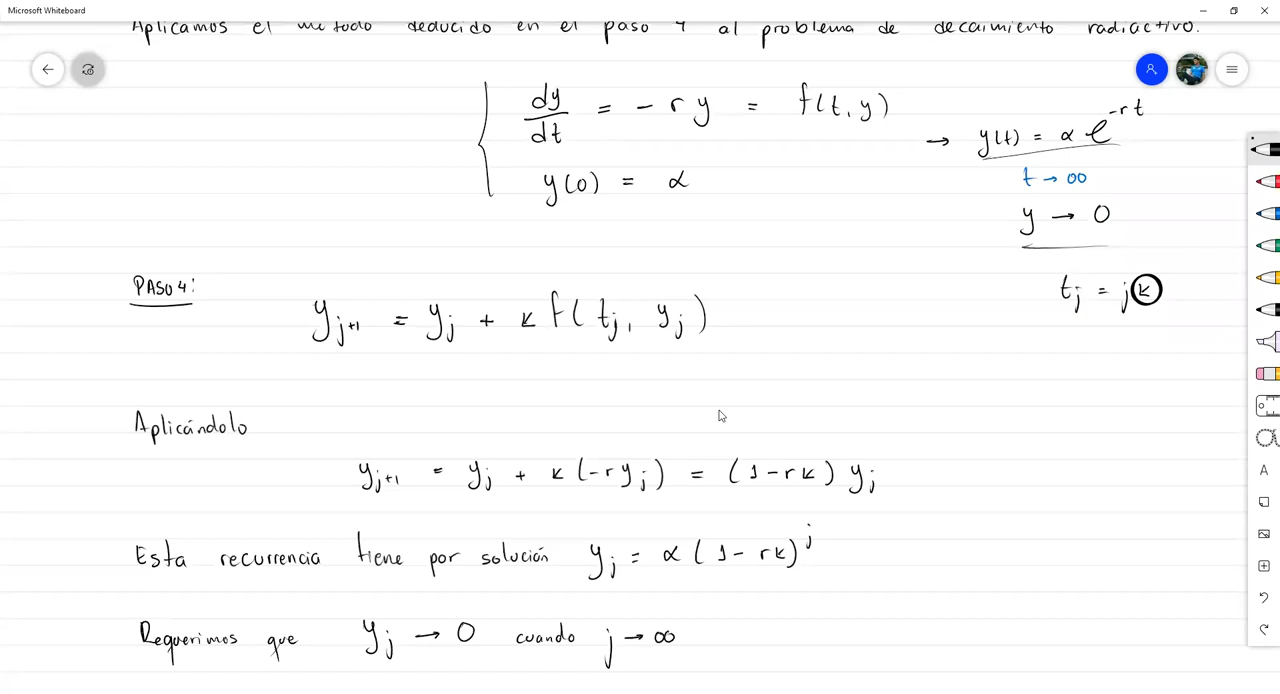 Microsoft Whiteboard
Aplicamos el método deducido en el paso 4 al problema de decaimiento radiactivo.
dy/dt = - r y = f(t, y)
y(0) = α
→ y(t) = α e^{-rt}
t → ∞
y → 0
t_j = jk
PASO 4:
y_{j+1} = y_j + k f(t_j, y_j)
Aplicándolo
y_{j+1} = y_j + k(-r y_j) = (1 - rk) y_j
Esta recurrencia tiene por solución y_j = α(1 - rk)^j
Requerimos que y_j → 0 cuando j → ∞
A